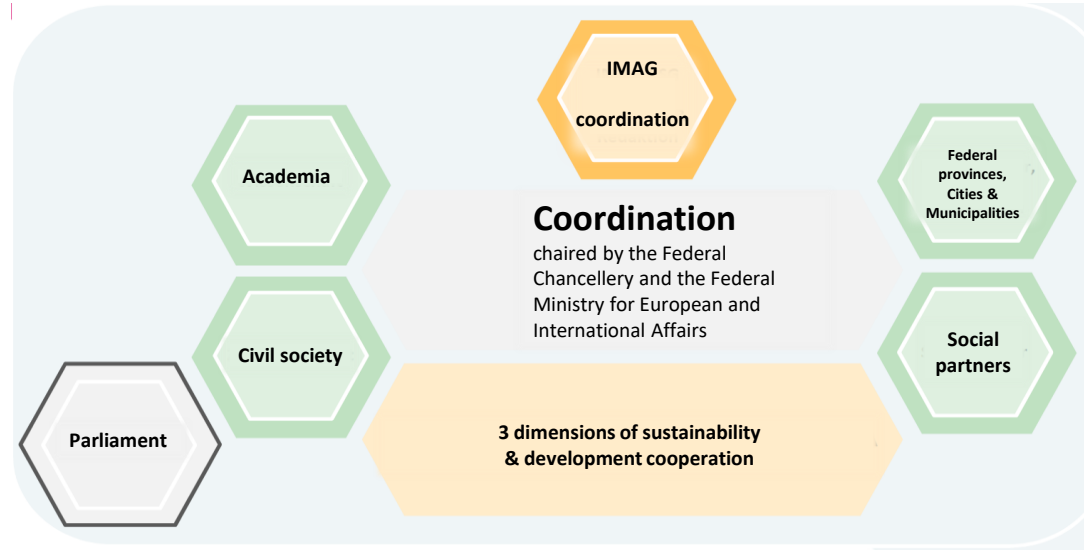 IMAG
coordination
Academia
Federal
provinces,
Cities &
Municipalities
Coordination
chaired by the Federal
Chancellery and the Federal
Ministry for European and
International Affairs
Civil society
Social
partners
Parliament
3 dimensions of sustainability
& development cooperation